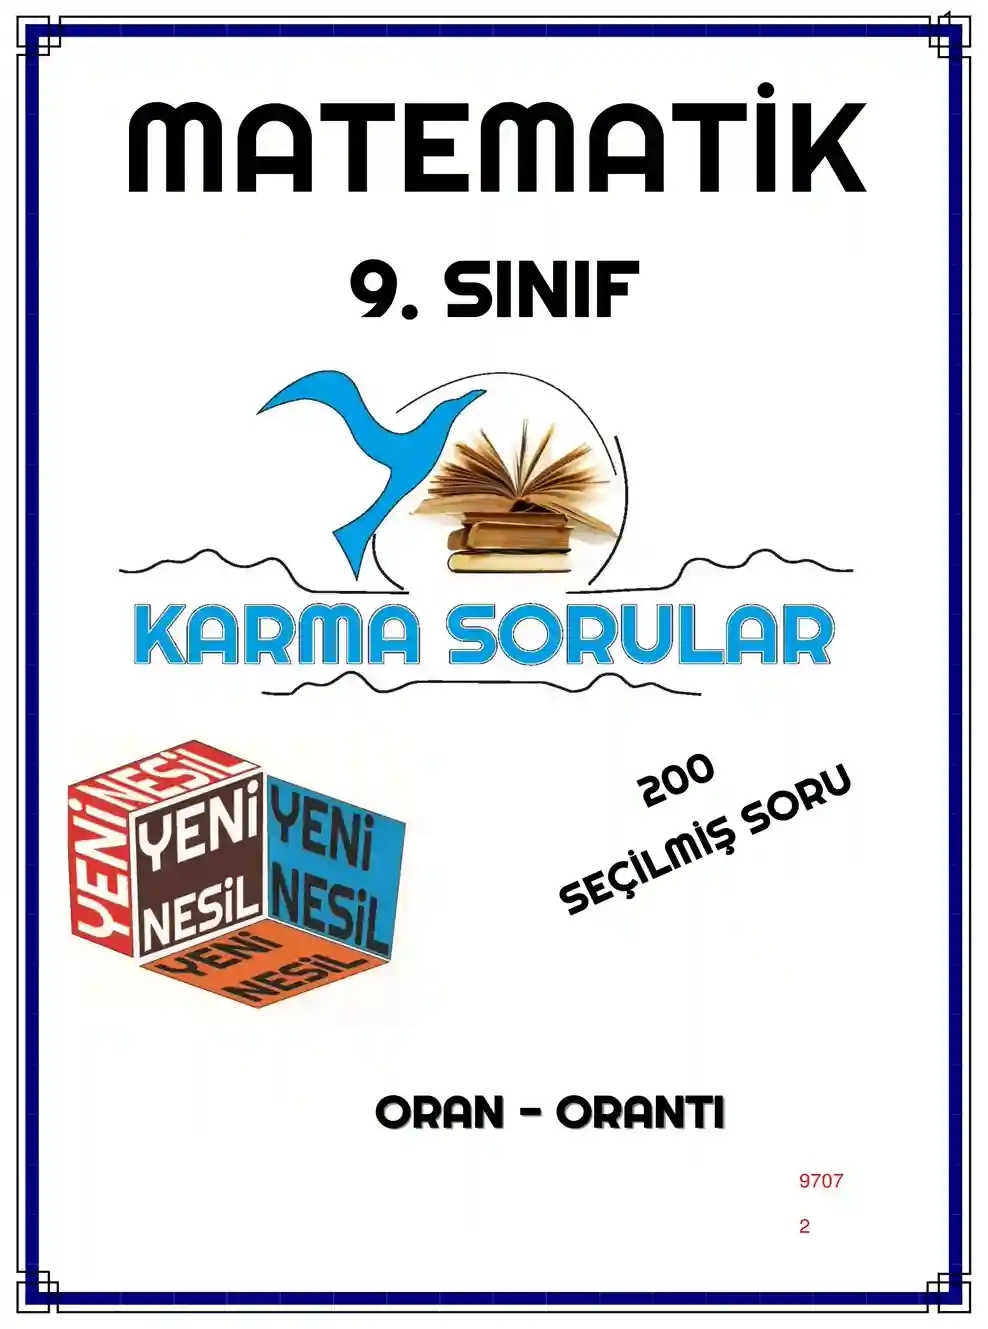 1
MATEMATİK
9. SINIF
KARMA SORULAR
YENİ NESİL
YENİ
NESİL
YENİ
NESİL
YENİ
NESİL
200
SEÇİLMİŞ SORU
ORAN - ORANTI
9707
2